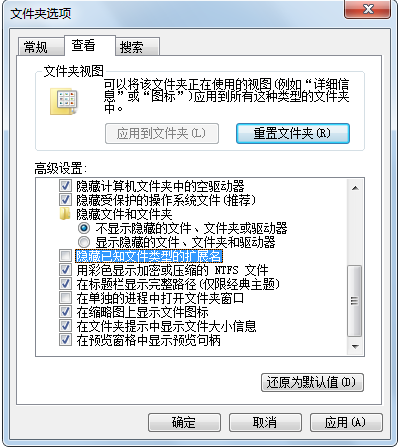 文件夹选项
常规
查看
搜索
文件夹视图
可以将该文件夹正在使用的视图(例如“详细信
息”或“图标”)应用到所有这种类型的文件夹
中。
应用到文件夹(L)
重置文件夹(R)
高级设置:
隐藏计算机文件夹中的空驱动器
隐藏受保护的操作系统文件(推荐)
隐藏文件和文件夹
不显示隐藏的文件、文件夹或驱动器
显示隐藏的文件、文件夹和驱动器
隐藏已知文件类型的扩展名
用彩色显示加密或压缩的 NTFS 文件
在标题栏显示完整路径(仅限经典主题)
在单独的进程中打开文件夹窗口
在缩略图上显示文件图标
在文件夹提示中显示文件大小信息
在预览窗格中显示预览句柄
还原为默认值(D)
确定
取消
应用(A)